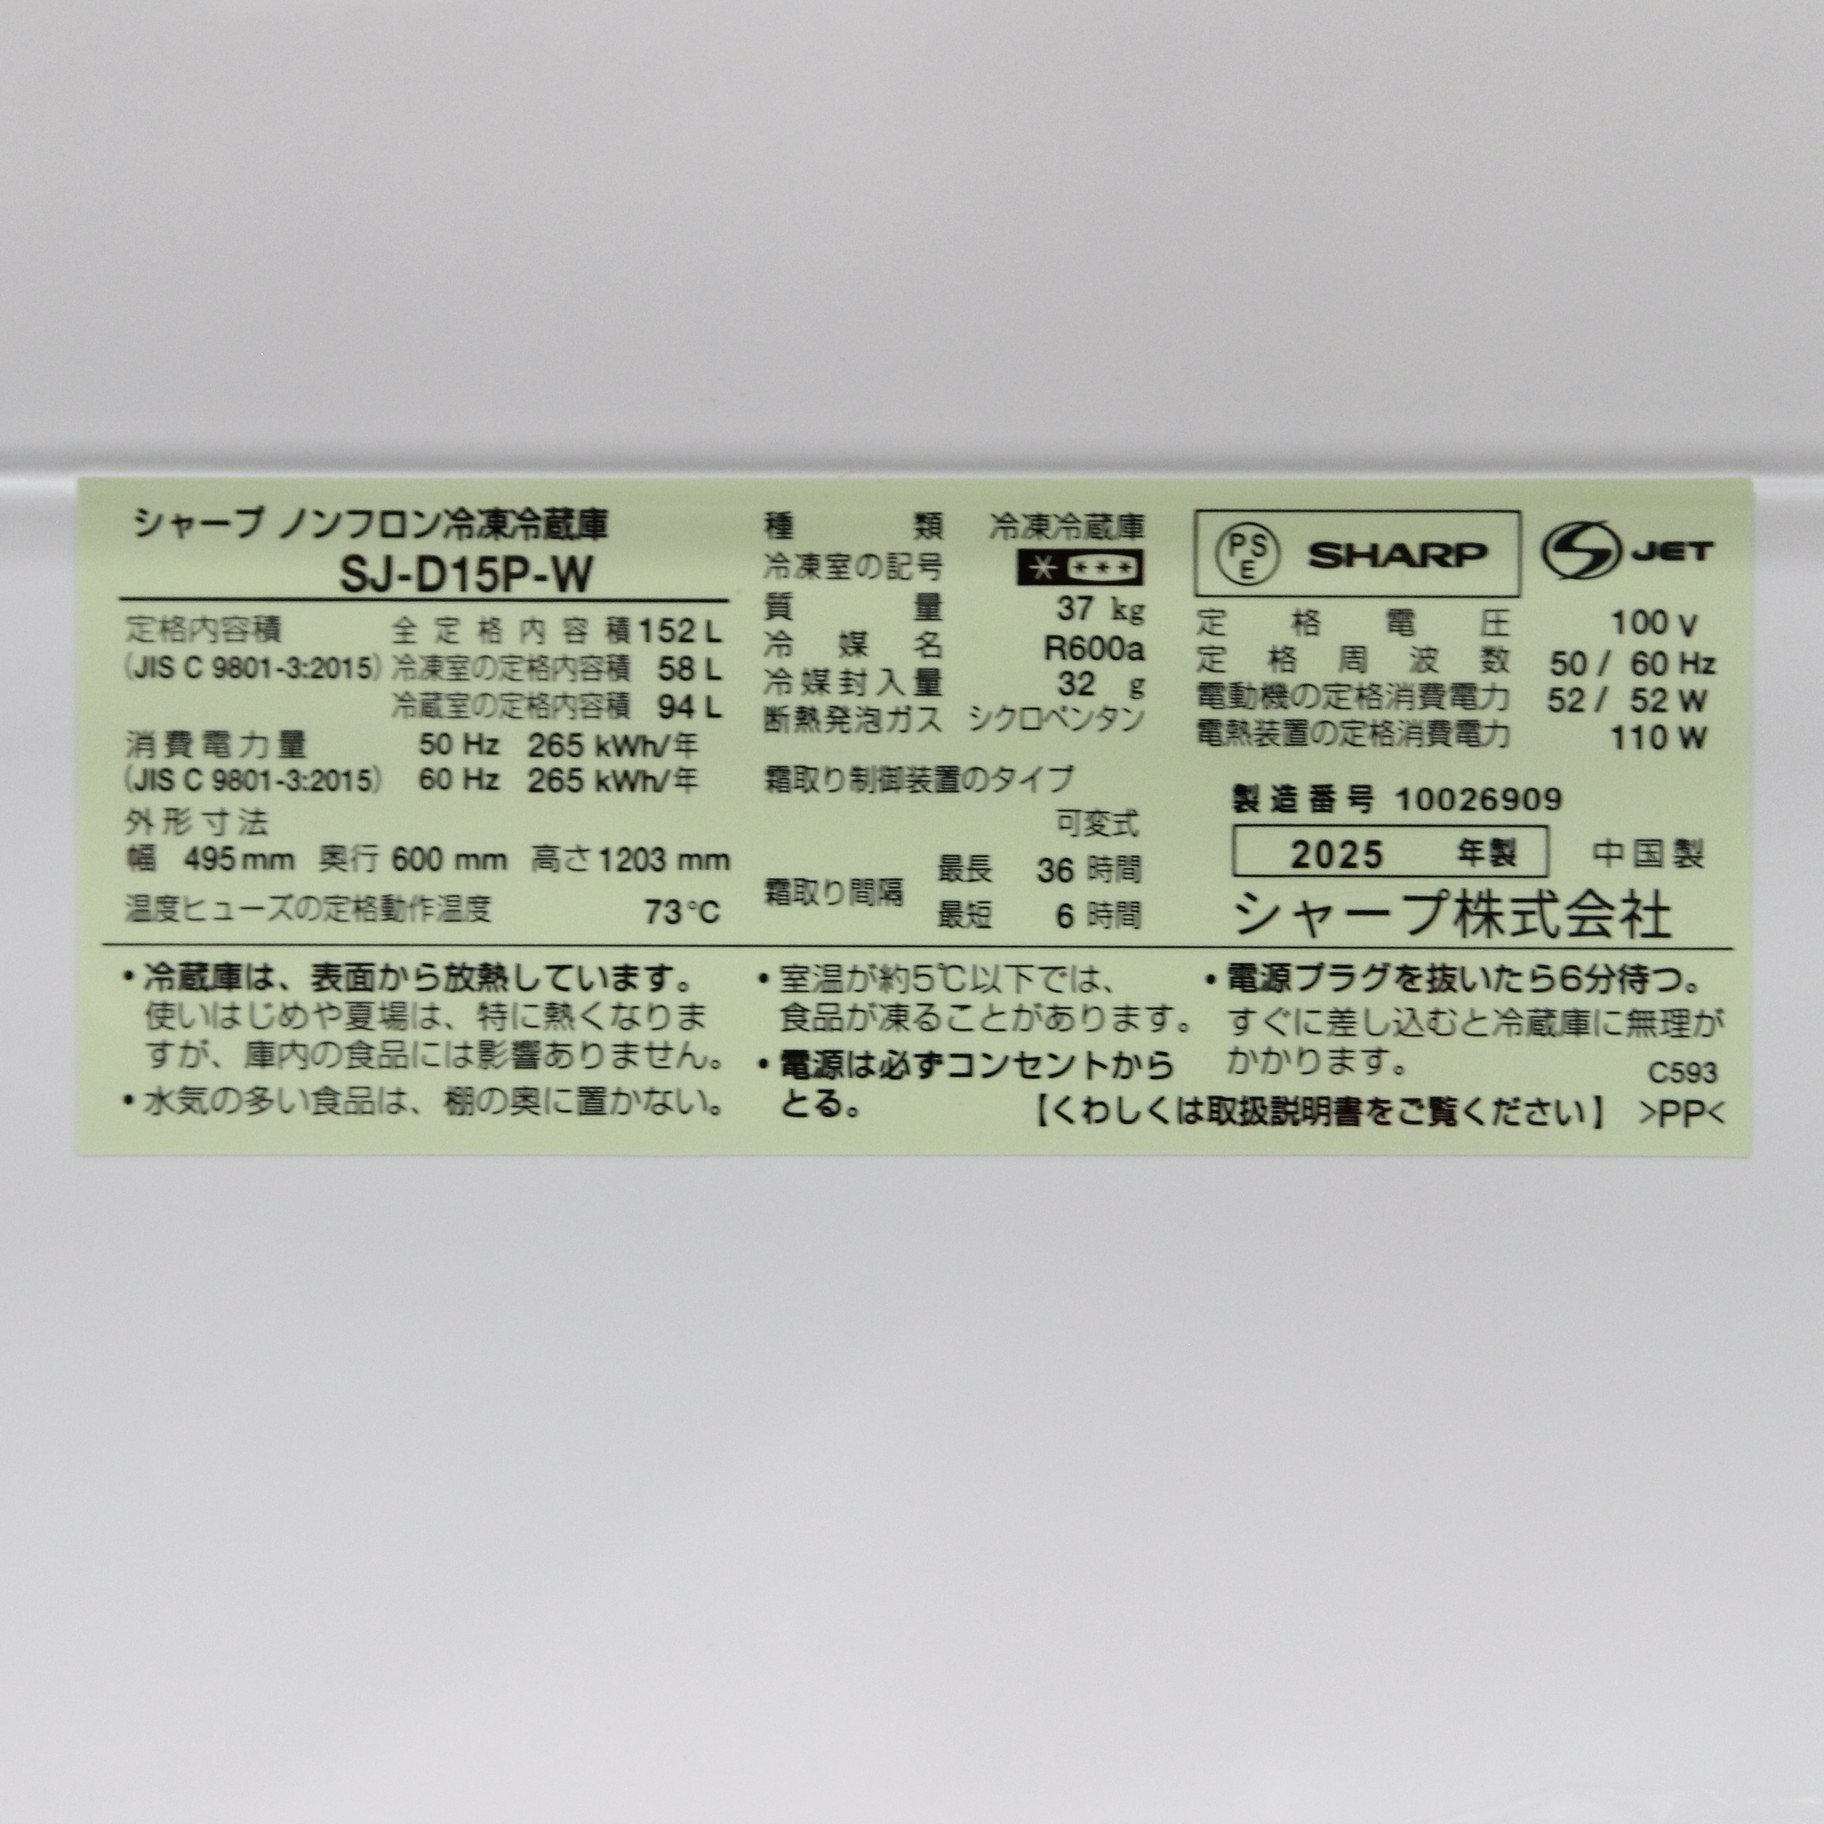 シャープ ノンフロン冷凍冷蔵庫
SJ-D15P-W
定格内容積 全定格内容積 152 L
(JIS C 9801-3:2015) 冷凍室の定格内容積 58 L
冷蔵室の定格内容積 94 L
消費電力量 50 Hz 265 kWh/年
(JIS C 9801-3:2015) 60 Hz 265 kWh/年
外形寸法
幅 495 mm 奥行 600 mm 高さ 1203 mm
温度ヒューズの定格動作温度 73℃
種類 冷凍冷蔵庫
冷凍室の記号 * ***
質量 37 kg
冷媒名 R600a
冷媒封入量 32 g
断熱発泡ガス シクロペンタン
霜取り制御装置のタイプ
可変式
霜取り間隔 最長 36 時間
最短 6 時間
PSE SHARP S JET
定格電圧 100 V
定格周波数 50 / 60 Hz
電動機の定格消費電力 52 / 52 W
電熱装置の定格消費電力 110 W
製造番号 10026909
2025 年製 中国製
シャープ株式会社
・冷蔵庫は、表面から放熱しています。
使いはじめや夏場は、特に熱くなりま
すが、庫内の食品には影響ありません。
・水気の多い食品は、棚の奥に置かない。
・室温が約5℃以下では、
食品が凍ることがあります。
・電源は必ずコンセントから
とる。
・電源プラグを抜いたら6分待つ。
すぐに差し込むと冷蔵庫に無理が
かかります。
C593
【くわしくは取扱説明書をご覧ください】 >PP<